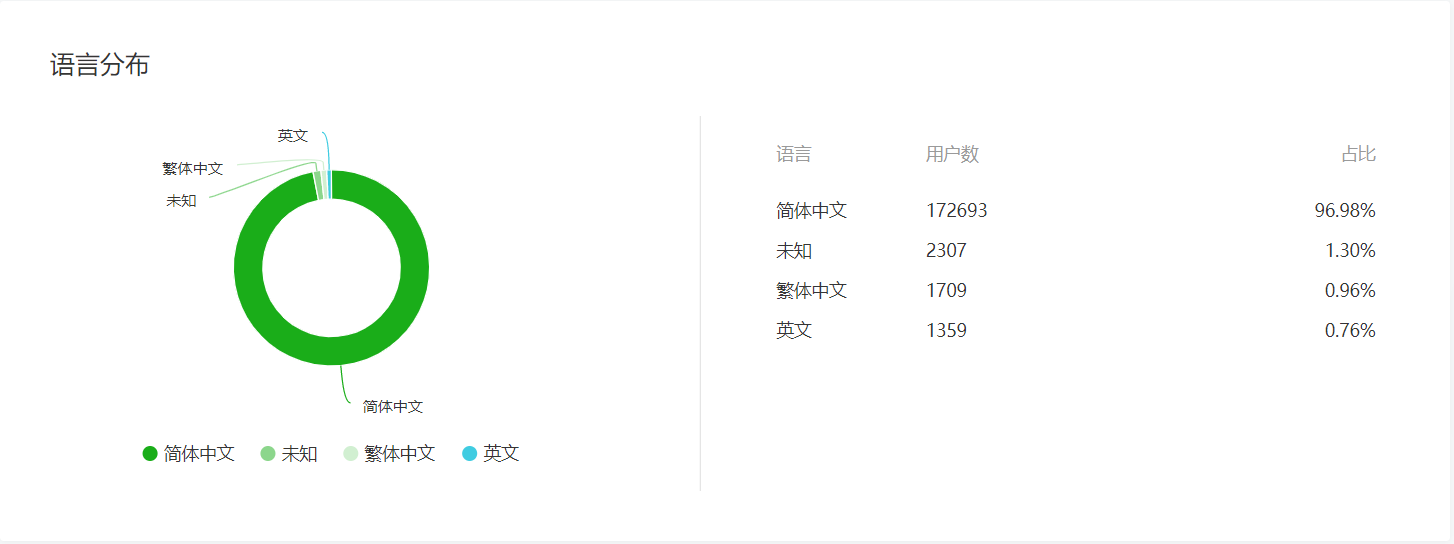 语言分布
英文
繁体中文
未知
简体中文
简体中文 未知 繁体中文 英文
语言 用户数 占比
简体中文 172693 96.98%
未知 2307 1.30%
繁体中文 1709 0.96%
英文 1359 0.76%